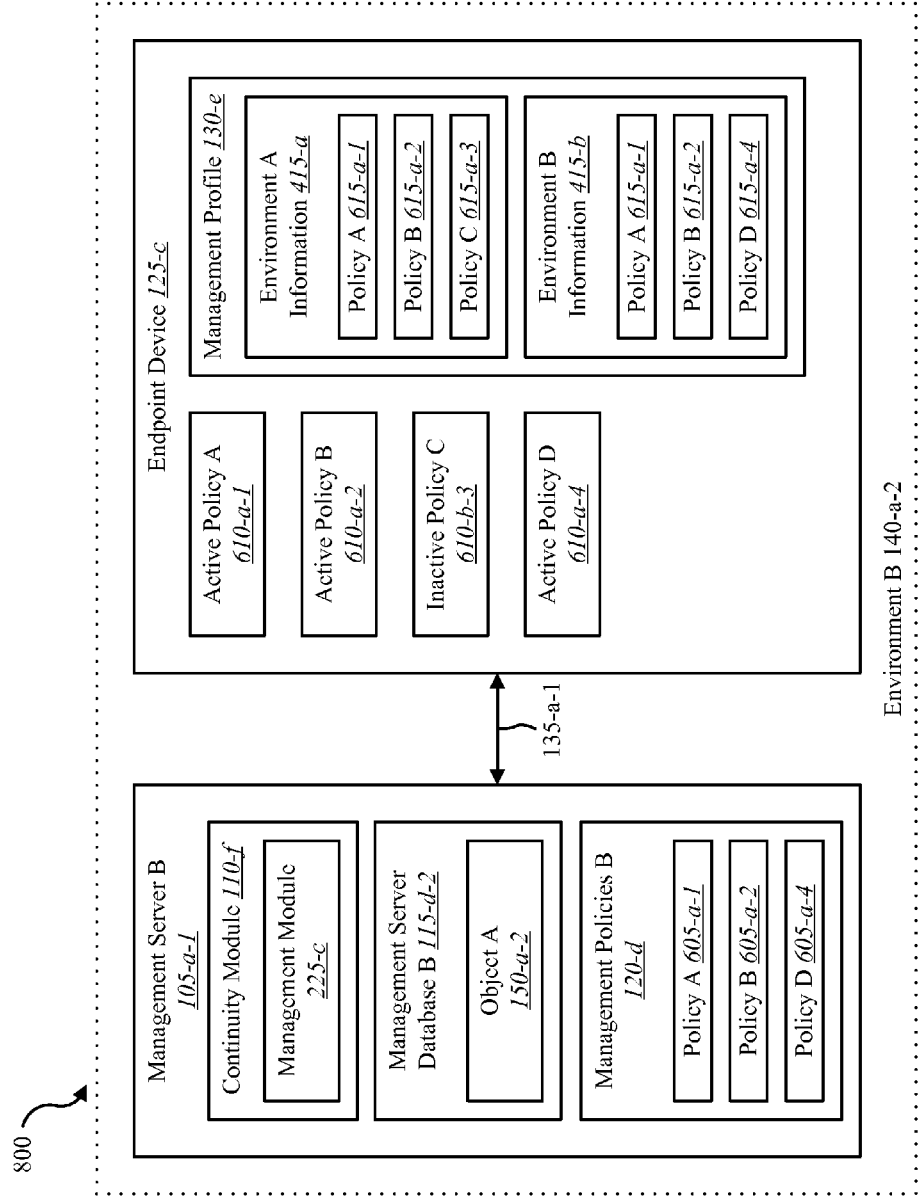 800
Management Server B
105-a-1
Continuity Module 110-f
Management Module
225-c
Management Server
Database B 115-d-2
Object A
150-a-2
Management Policies B
120-d
Policy A 605-a-1
Policy B 605-a-2
Policy D 605-a-4
135-a-1
Endpoint Device 125-c
Active Policy A
610-a-1
Active Policy B
610-a-2
Inactive Policy C
610-b-3
Active Policy D
610-a-4
Management Profile 130-e
Environment A
Information 415-a
Policy A 615-a-1
Policy B 615-a-2
Policy C 615-a-3
Environment B
Information 415-b
Policy A 615-a-1
Policy B 615-a-2
Policy D 615-a-4
Environment B 140-a-2